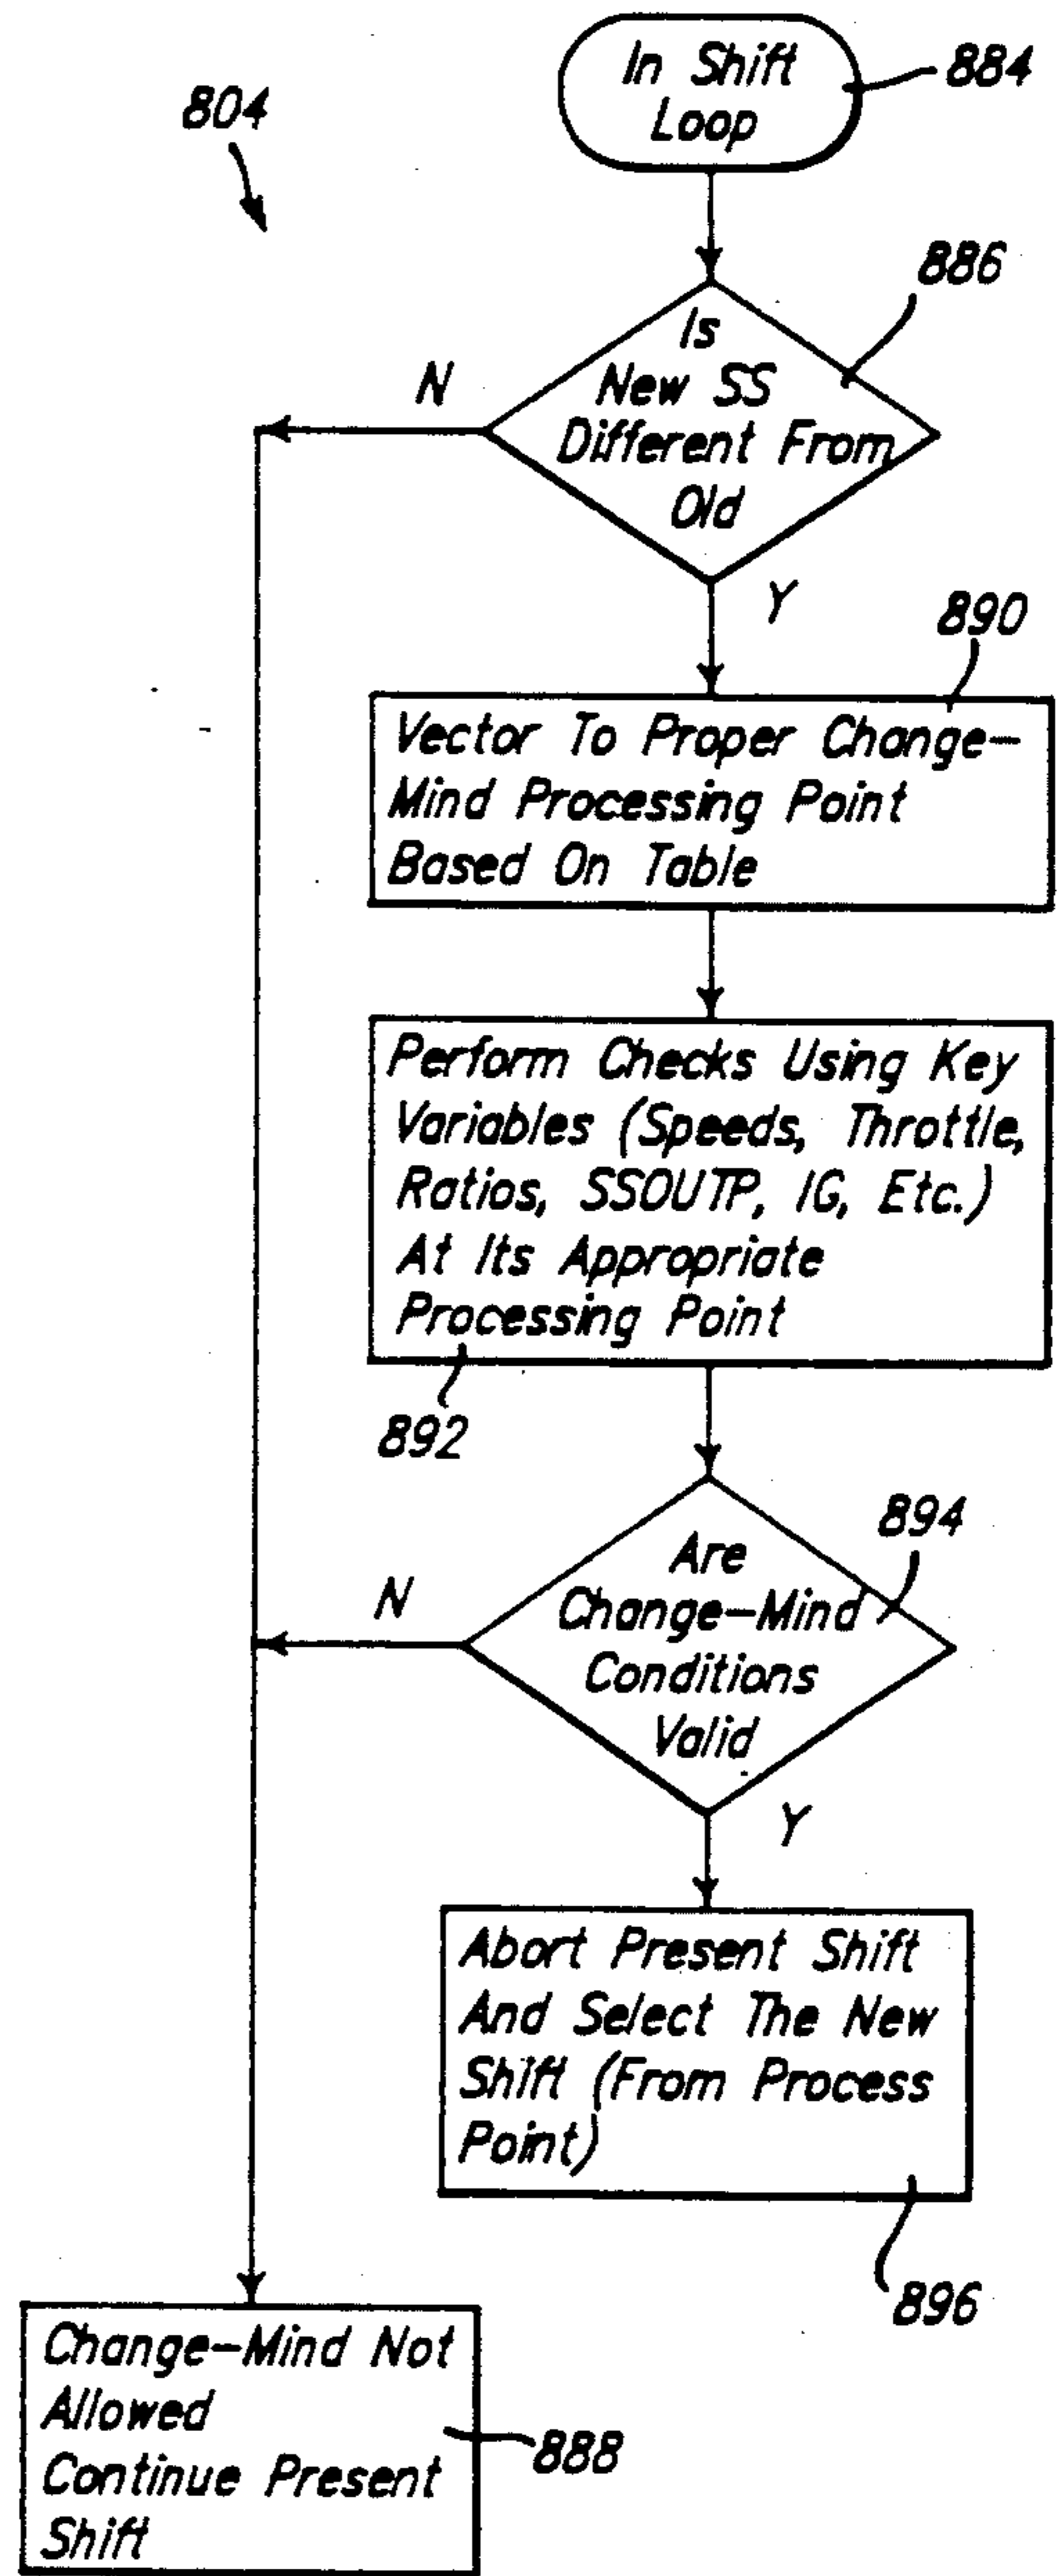 In Shift
Loop
884
804
886
Is
New SS
Different From
Old
N
Y
890
Vector To Proper Change-
Mind Processing Point
Based On Table
Perform Checks Using Key
Variables (Speeds, Throttle,
Ratios, SSOUTP, IG, Etc.)
At Its Appropriate
Processing Point
892
894
Are
Change-Mind
Conditions
Valid
N
Y
Abort Present Shift
And Select The New
Shift (From Process
Point)
896
Change-Mind Not
Allowed
Continue Present
Shift
888